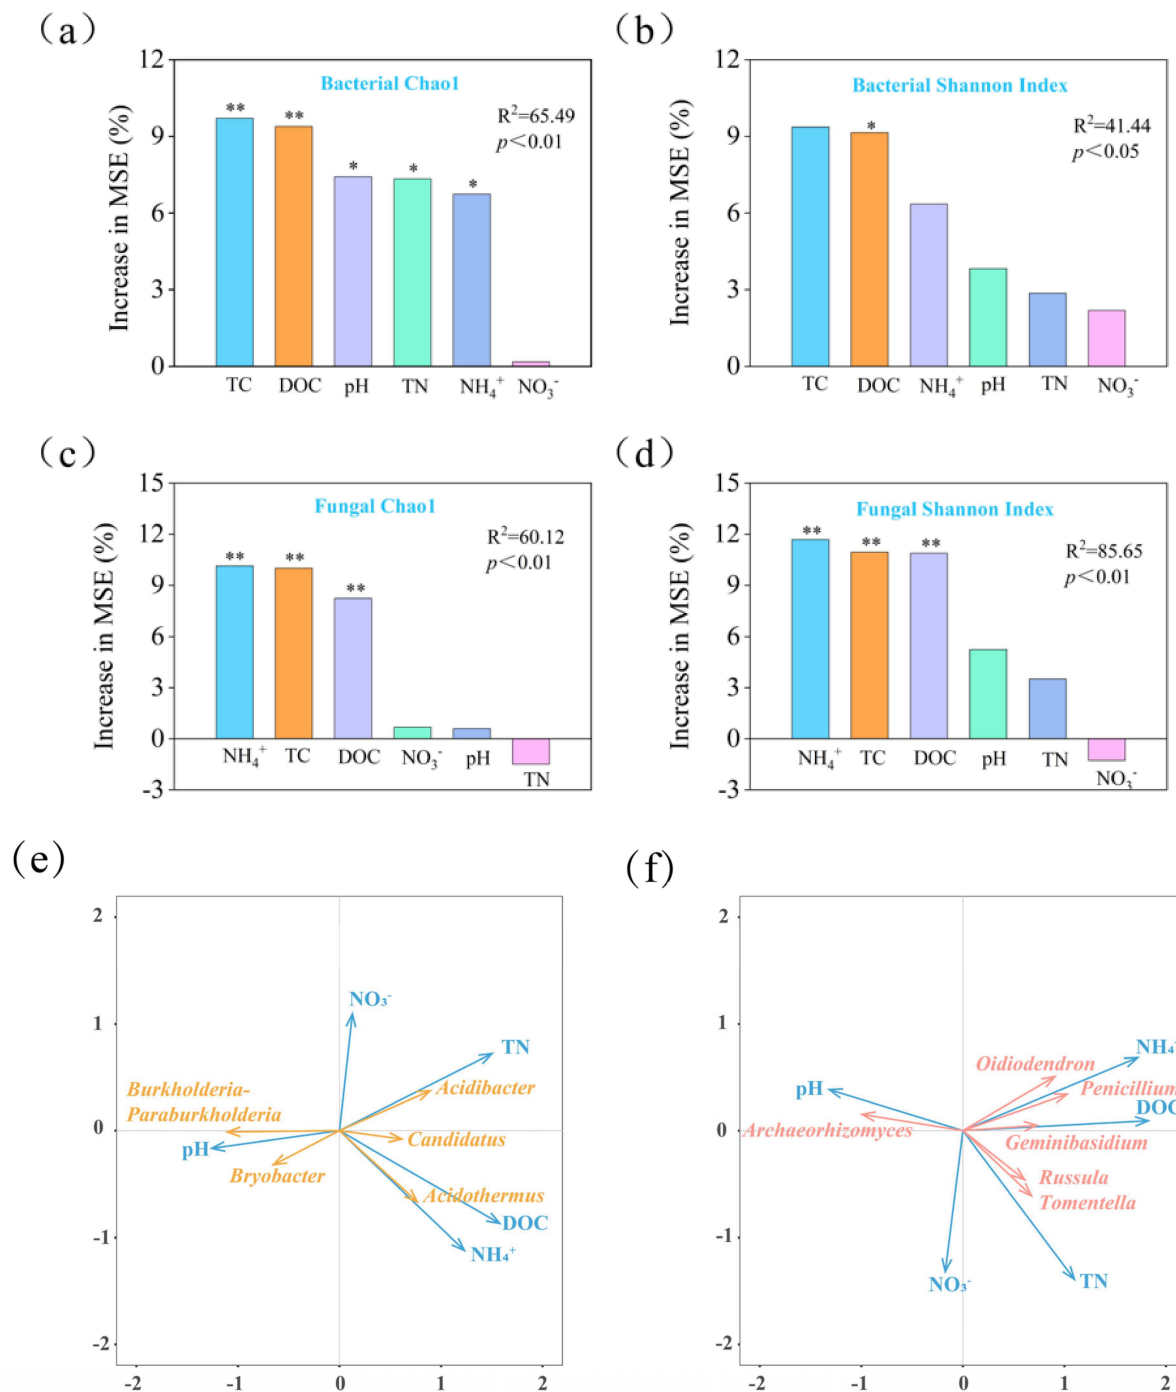 (a)
Bacterial Chao1
R²=65.49
p<0.01
Increase in MSE (%)
12
9
6
3
0
**
**
*
*
*
TC DOC pH TN NH₄⁺ NO₃⁻
(b)
Bacterial Shannon Index
R²=41.44
p<0.05
Increase in MSE (%)
12
9
6
3
0
*
TC DOC NH₄⁺ pH TN NO₃⁻
(c)
Fungal Chao1
R²=60.12
p<0.01
Increase in MSE (%)
15
12
9
6
3
0
-3
**
**
**
NH₄⁺ TC DOC NO₃⁻ pH TN
(d)
Fungal Shannon Index
R²=85.65
p<0.01
Increase in MSE (%)
15
12
9
6
3
0
-3
**
**
**
NH₄⁺ TC DOC pH TN NO₃⁻
(e)
2
1
0
-1
-2
NO₃⁻
TN
Burkholderia-
Paraburkholderia
Acidibacter
Candidatus
pH
Bryobacter
Acidothermus
DOC
NH₄⁺
-2 -1 0 1 2
(f)
2
1
0
-1
-2
Oidiodendron
NH₄
pH
Penicillium
DOC
Archaeorhizomyces
Geminibasidium
Russula
Tomentella
NO₃⁻
TN
-2 -1 0 1 2